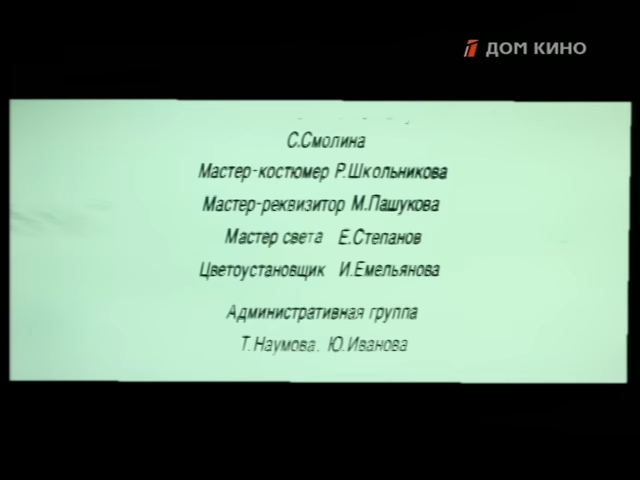 ДОМ КИНО
С.Смолина
Мастер-костюмер Р.Школьникова
Мастер-реквизитор М.Пашукова
Мастер света Е.Степанов
Цветоустановщик И.Емельянова
Административная группа
Т.Наумова, Ю.Иванова